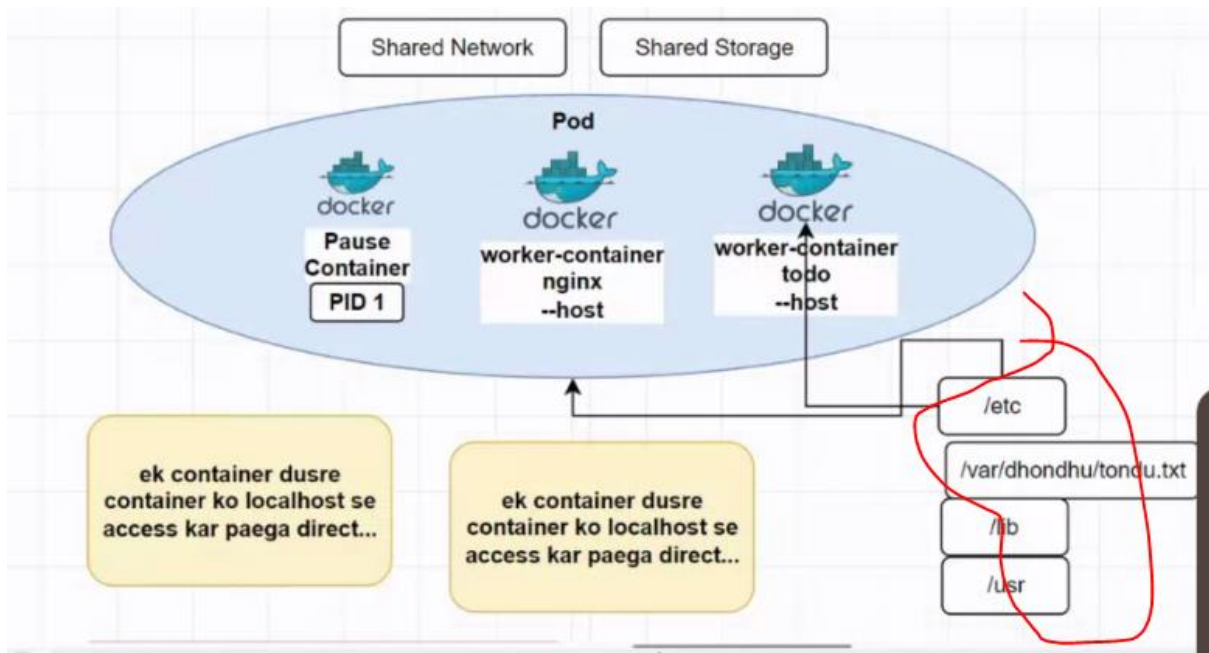 Shared Network
Shared Storage
Pod
docker
Pause
Container
PID 1
docker
worker-container
nginx
--host
docker
worker-container
todo
--host
ek container dusre
container ko localhost se
access kar paega direct...
ek container dusre
container ko localhost se
access kar paega direct...
/etc
/var/dhondhu/tondu.txt
/lib
/usr